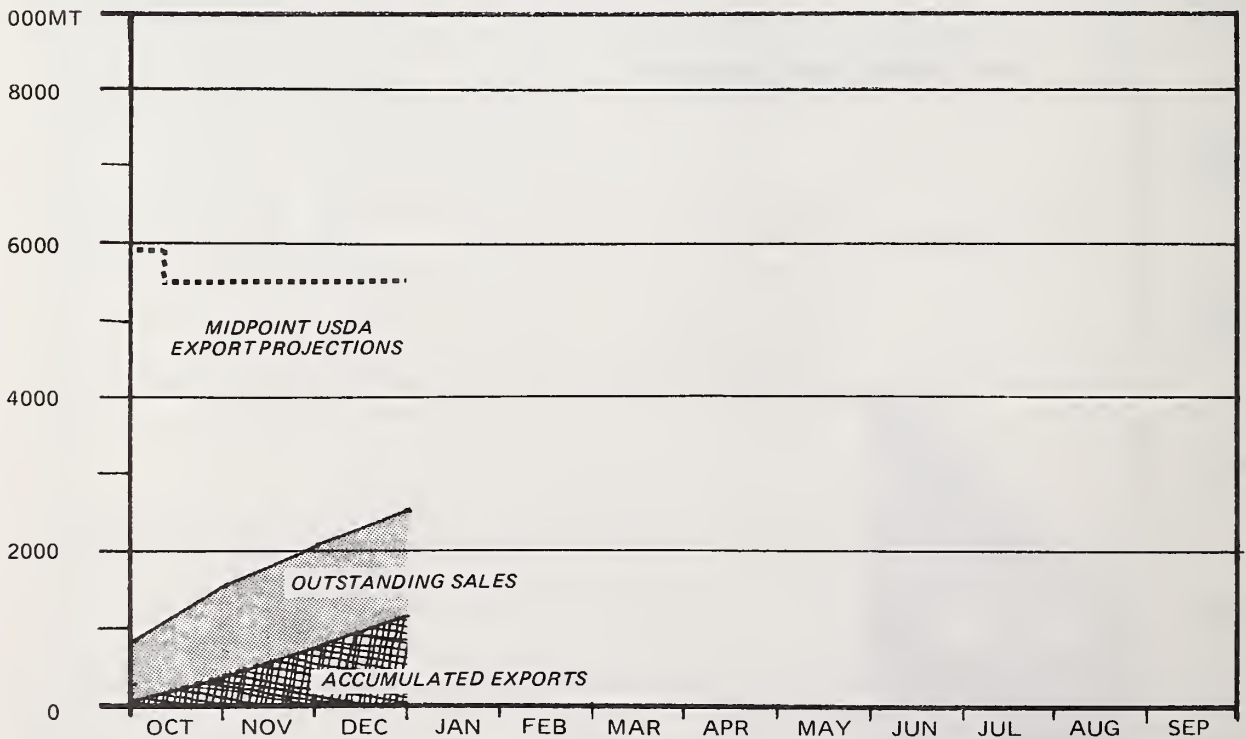 000MT
8000
6000
MIDPOINT USDA
EXPORT PROJECTIONS
4000
2000
OUTSTANDING SALES
ACCUMULATED EXPORTS
0
OCT NOV DEC JAN FEB MAR APR MAY JUN JUL AUG SEP